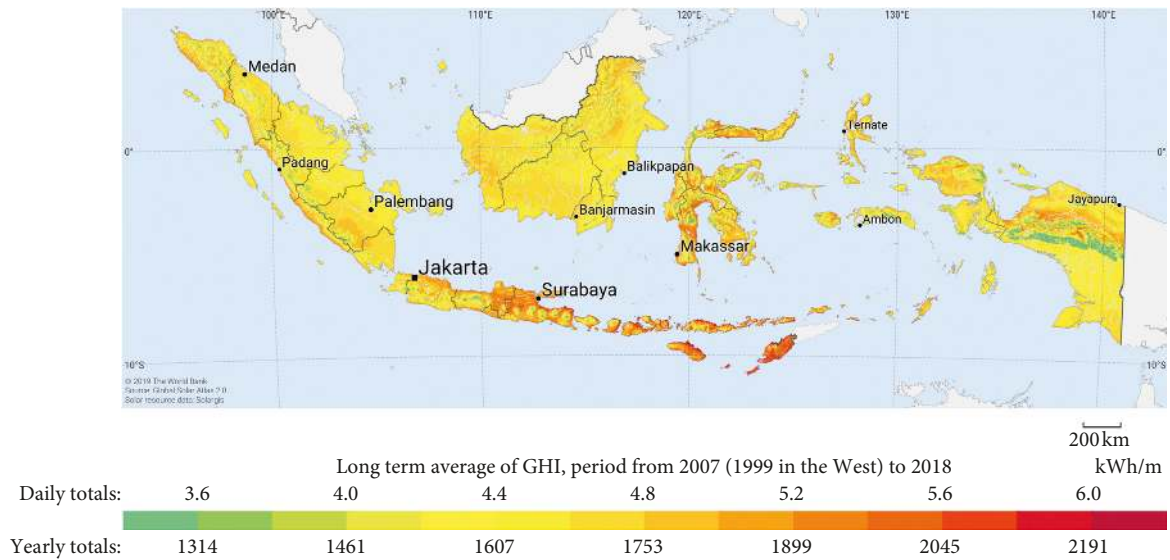 100°E 110°E 120°E 130°E 140°E
Medan
Ternate
0° 0°
Padang Balikpapan
Palembang Jayapura
Banjarmasin Ambon
Makassar
Jakarta
Surabaya
10°S 10°S
© 2019 The World Bank
Source: Global Solar Atlas 2.0
Solar resource data: Solargis
200 km
Long term average of GHI, period from 2007 (1999 in the West) to 2018 kWh/m
Daily totals: 3.6 4.0 4.4 4.8 5.2 5.6 6.0
Yearly totals: 1314 1461 1607 1753 1899 2045 2191